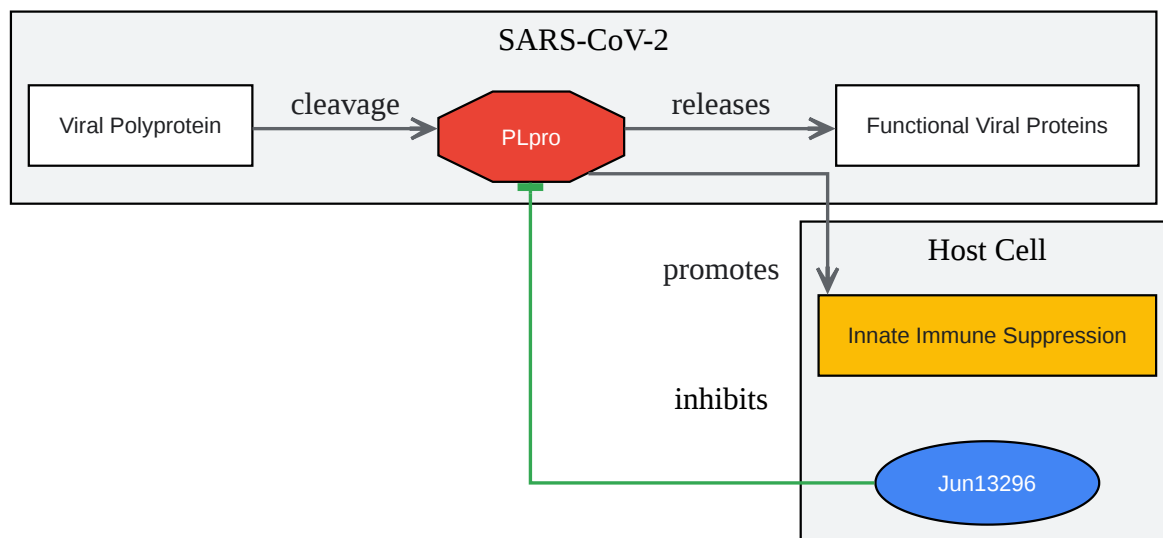 SARS-CoV-2
Viral Polyprotein
cleavage
PLpro
releases
Functional Viral Proteins
Host Cell
promotes
Innate Immune Suppression
inhibits
Jun13296